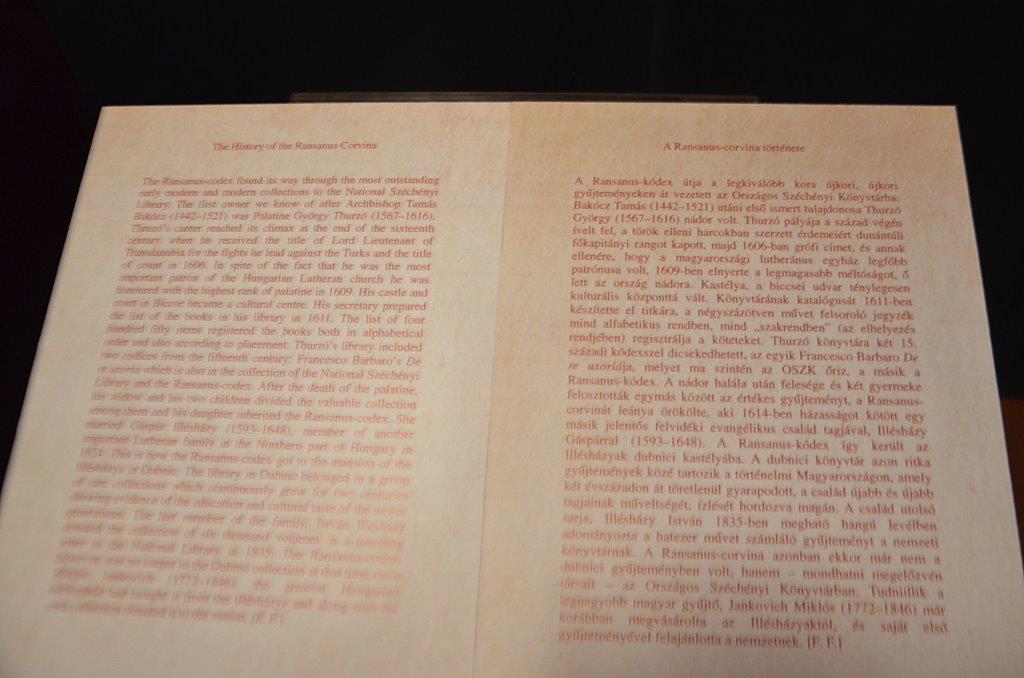 The History of the Ransanus Corvina
The Ransanus-codex found its way through the most outstanding
early modern and modern collections to the National Széchényi
Library. The first owner we know of after Archbishop Tamás
Bakócz (1442–1521) was Palatine György Thurzó (1567–1616).
Thurzó's career reached its climax at the end of the sixteenth
century when he received the title of Lord Lieutenant of
Transdanubia for the fights he lead against the Turks and the title
of count in 1606. In spite of the fact that he was the most
important patron of the Hungarian Lutheran church he was
honoured with the highest rank of palatine in 1609. His castle and
court in Biccse became a cultural centre. His secretary prepared
the list of the books in his library in 1611. The list of four
hundred fifty items registered the books both in alphabetical
order and also according to placement. Thurzó's library included
two codices from the fifteenth century: Francesco Barbaro's De
re uxoria which is also in the collection of the National Széchényi
Library and the Ransanus-codex. After the death of the palatine,
his widow and his two children divided the valuable collection
among them and his daughter inherited the Ransanus-codex. She
married Gáspár Illésházy (1593–1648), member of another
important Lutheran family in the Northern part of Hungary in
1624. This is how the Ransanus-codex got to the mansion of the
Illésházys in Dubnic. The library in Dubnic belonged to a group
of rare collections which continuously grew for two centuries
showing evidence of the education and cultural taste of the newer
generations. The last member of the family, István Illésházy
donated the collection of six thousand volumes in a touching
letter to the National Library in 1835. The Ransanus-codex,
however, was no longer in the Dubnic collection at that time since
Miklós Jankovich (1772–1846), the greatest Hungarian
bibliophile had bought it from the Illésházys and along with his
own collection donated is to the nation. [F. F.]
A Ransanus-corvina története
A Ransanus-kódex útja a legkiválóbb kora újkori, újkori
gyűjteményeken át vezetett az Országos Széchényi Könyvtárba.
Bakócz Tamás (1442–1521) utáni első ismert tulajdonosa Thurzó
György (1567–1616) nádor volt. Thurzó pályája a század végén
ívelt fel, a török elleni harcokban szerzett érdemeiért dunántúli
főkapitányi rangot kapott, majd 1606-ban grófi címet, és annak
ellenére, hogy a magyarországi lutheránus egyház legfőbb
patrónusa volt, 1609-ben elnyerte a legmagasabb méltóságot, ő
lett az ország nádora. Kastélya, a biccsei udvar ténylegesen
kulturális központtá vált. Könyvtárának katalógusát 1611-ben
készítette el titkára, a négyszázötven művet felsoroló jegyzék
mind alfabetikus rendben, mind „szakrendben” (az elhelyezés
rendjében) regisztrálja a köteteket. Thurzó könyvtára két 15.
századi kódexszel dicsekedhetett, az egyik Francesco Barbaro De
re uxoriája, melyet ma szintén az OSZK őriz, a másik a
Ransanus-kódex. A nádor halála után felesége és két gyermeke
felosztották egymás között az értékes gyűjteményt, a Ransanus-
corvinát leánya örökölte, aki 1614-ben házasságot kötött egy
másik jelentős felvidéki evangélikus család tagjával, Illésházy
Gáspárral (1593–1648). A Ransanus-kódex így került az
Illésházyak dubnici kastélyába. A dubnici könyvtár azon ritka
gyűjtemények közé tartozik a történelmi Magyarországon, amely
két évszázadon át töretlenül gyarapodott, a család újabb és újabb
tagjainak műveltségét, ízlését hordozva magán. A család utolsó
sarja, Illésházy István 1835-ben megható hangú levélben
adományozta a hatezer művet számláló gyűjteményt a nemzeti
könyvtárnak. A Ransanus-corvina azonban ekkor már nem a
dubnici gyűjteményben volt, hanem – mondhatni megelőzvén
társait – az Országos Széchényi Könyvtárban. Tudniillik a
legnagyobb magyar gyűjtő, Jankovich Miklós (1772–1846) már
korábban megvásárolta az Illésházyaktól, és saját első
gyűjteményével felajánlotta a nemzetnek. [F. F.]